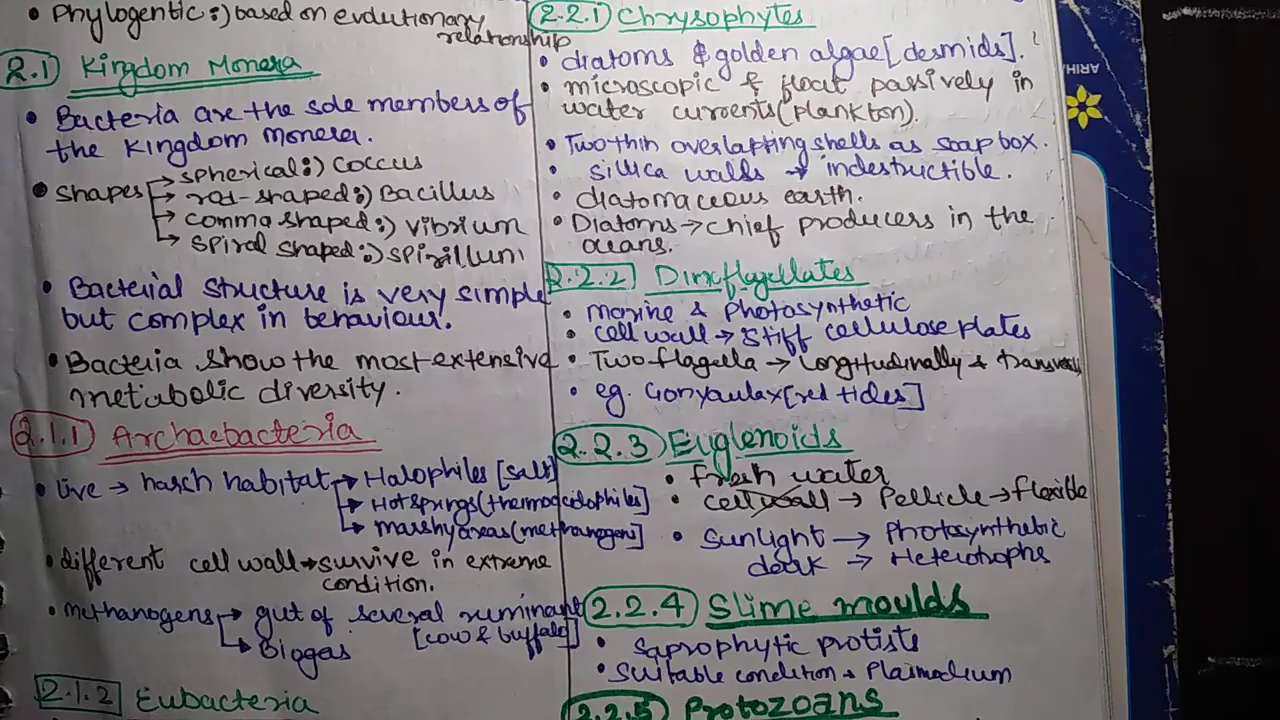 • Phylogentic :) based on evolutionary
relationship
2.1) Kingdom Monera
• Bacteria are the sole members of
the Kingdom Monera.
• Shapes → spherical :) Coccus
→ rod-shaped :) Bacillus
→ comma shaped :) vibrium
→ spiral shaped :) spirillum
• Bacterial structure is very simple
but complex in behaviour.
• Bacteria show the most extensive
metabolic diversity.
2.1.1) Archaebacteria
• live → harsh habitat → Halophiles [salt]
→ Hot springs (thermoacidophiles]
→ marshy areas (methanogens]
• different cell wall → survive in extreme
condition.
• methanogens → gut of several ruminant
[cow & buffalo]
→ Biogas
2.1.2 Eubacteria
2.2.1 Chrysophytes
• diatoms & golden algae [desmids].
• microscopic & float passively in
water currents (plankton).
• Two thin overlapping shells as soap box.
• sillica walls → indestructible.
• diatomaceous earth.
• Diatoms → chief producers in the
oceans.
2.2.2 Dinoflagellates
• marine & Photosynthetic
• cell wall → stiff cellulose plates
• Two flagella → longitudinally &
• eg. Gonyaulax [red tides]
2.2.3 Euglenoids
• fresh water
• cell wall → Pellicle → flexible
• Sunlight → Photosynthetic
dark → Heterotrophs
2.2.4 Slime moulds
• Saprophytic protists
• Suitable condition → Plasmodium
2.2.5 Protozoans
ARIHA